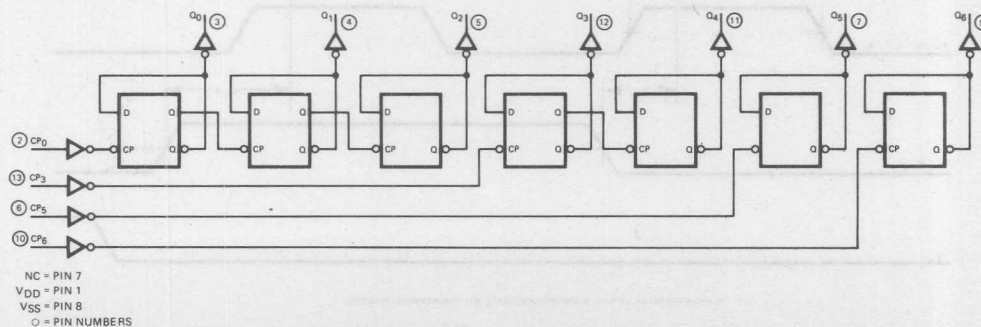 Q0 3 Q1 4 Q2 5 Q3 12 Q4 11 Q5 7 Q6
D Q D Q D D Q D D D
2 CP0 CP Q CP Q CP Q CP Q CP Q CP Q CP Q
13 CP3
6 CP5
10 CP6
NC = PIN 7
VDD = PIN 1
VSS = PIN 8
○ = PIN NUMBERS